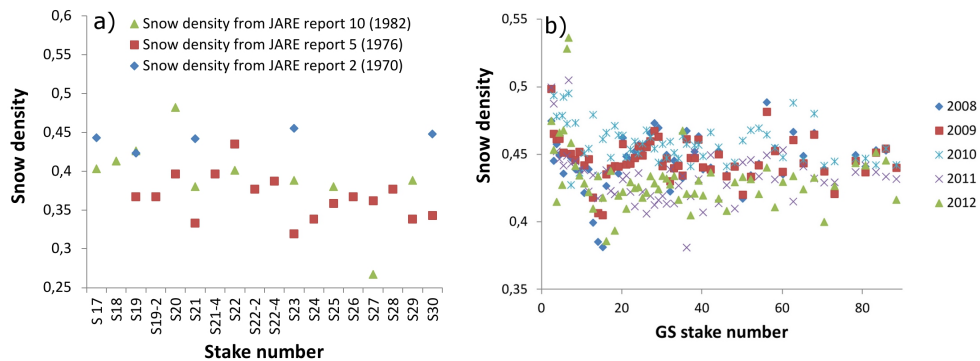 a)
Snow density from JARE report 10 (1982)
Snow density from JARE report 5 (1976)
Snow density from JARE report 2 (1970)
Snow density
0,6
0,55
0,5
0,45
0,4
0,35
0,3
0,25
S 17
S18
S19
S19-2
S20
S21
S21-4
S22
S22-2
S22-4
S23
S24
S25
S26
S27
S28
S29
S30
Stake number
b)
Snow density
0,55
0,5
0,45
0,4
0,35
0 20 40 60 80
GS stake number
2008
2009
2010
2011
2012